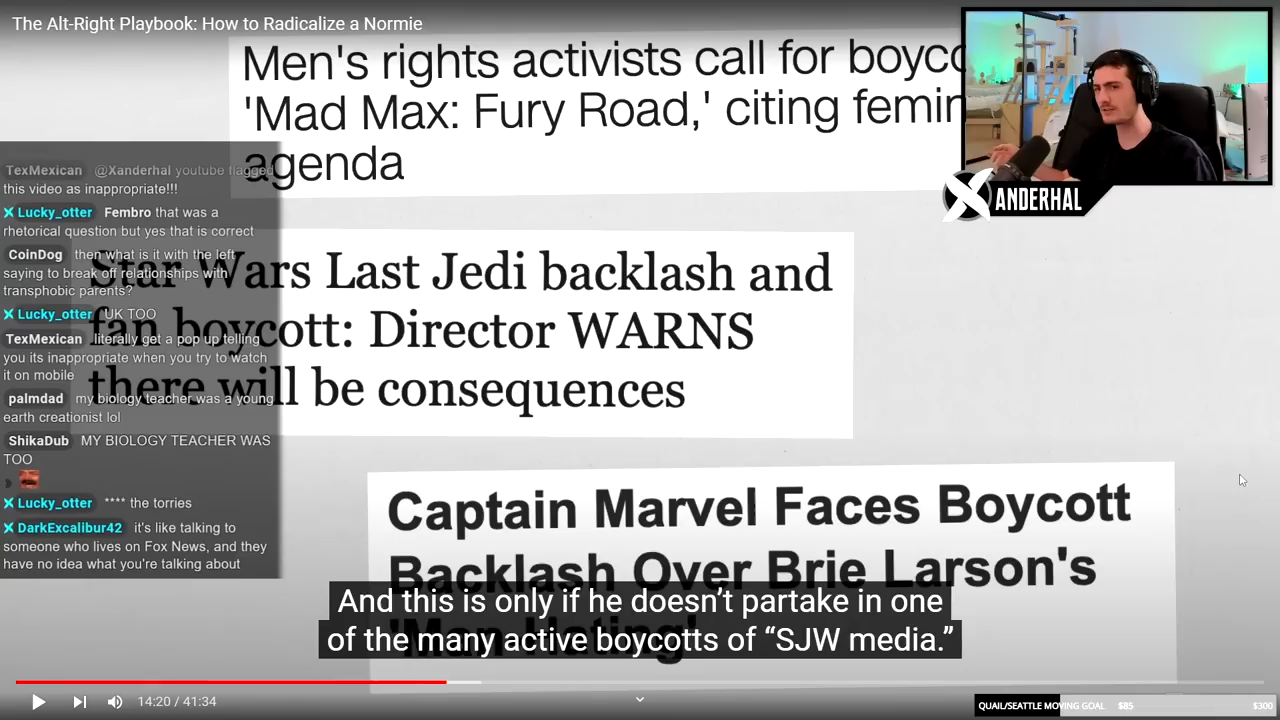 The Alt-Right Playbook: How to Radicalize a Normie
Men's rights activists call for boyco
'Mad Max: Fury Road,' citing femin
agenda
ANDERHAL
TexMexican @Xanderhal youtube flagged
this video as inappropriate!!!
Lucky_otter Fembro that was a
rhetorical question but yes that is correct
CoinDog then what is it with the left
saying to break off relationships with
transphobic parents?
Lucky_otter UK TOO
TexMexican literally get a pop up telling
you its inappropriate when you try to watch
it on mobile
palmdad my biology teacher was a young
earth creationist lol
ShikaDub MY BIOLOGY TEACHER WAS
TOO
Lucky_otter **** the torries
DarkExcalibur42 it's like talking to
someone who lives on Fox News, and they
have no idea what you're talking about
Star Wars Last Jedi backlash and
fan boycott: Director WARNS
there will be consequences
Captain Marvel Faces Boycott
Backlash Over Brie Larson's
'Man-Hating'
And this is only if he doesn't partake in one
of the many active boycotts of “SJW media.”
14:20 / 41:34
QUAIL/SEATTLE MOVING GOAL $85 $300